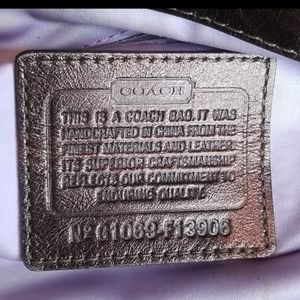 COACH
THIS IS A COACH BAG. IT WAS
HANDCRAFTED IN CHINA FROM THE
FINEST MATERIALS AND LEATHER
ITS SUPERIOR CRAFTSMANSHIP
REFLECTS OUR COMMITMENT TO
ENDURING QUALITY.
Nº G1069-F13906